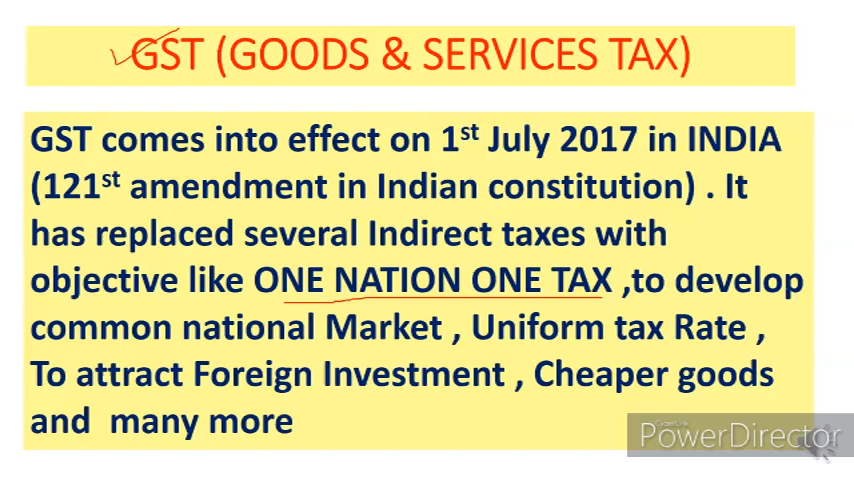 GST (GOODS & SERVICES TAX)
GST comes into effect on 1st July 2017 in INDIA
(121st amendment in Indian constitution) . It
has replaced several Indirect taxes with
objective like ONE NATION ONE TAX ,to develop
common national Market , Uniform tax Rate ,
To attract Foreign Investment , Cheaper goods
and many more
CyberLink
PowerDirector